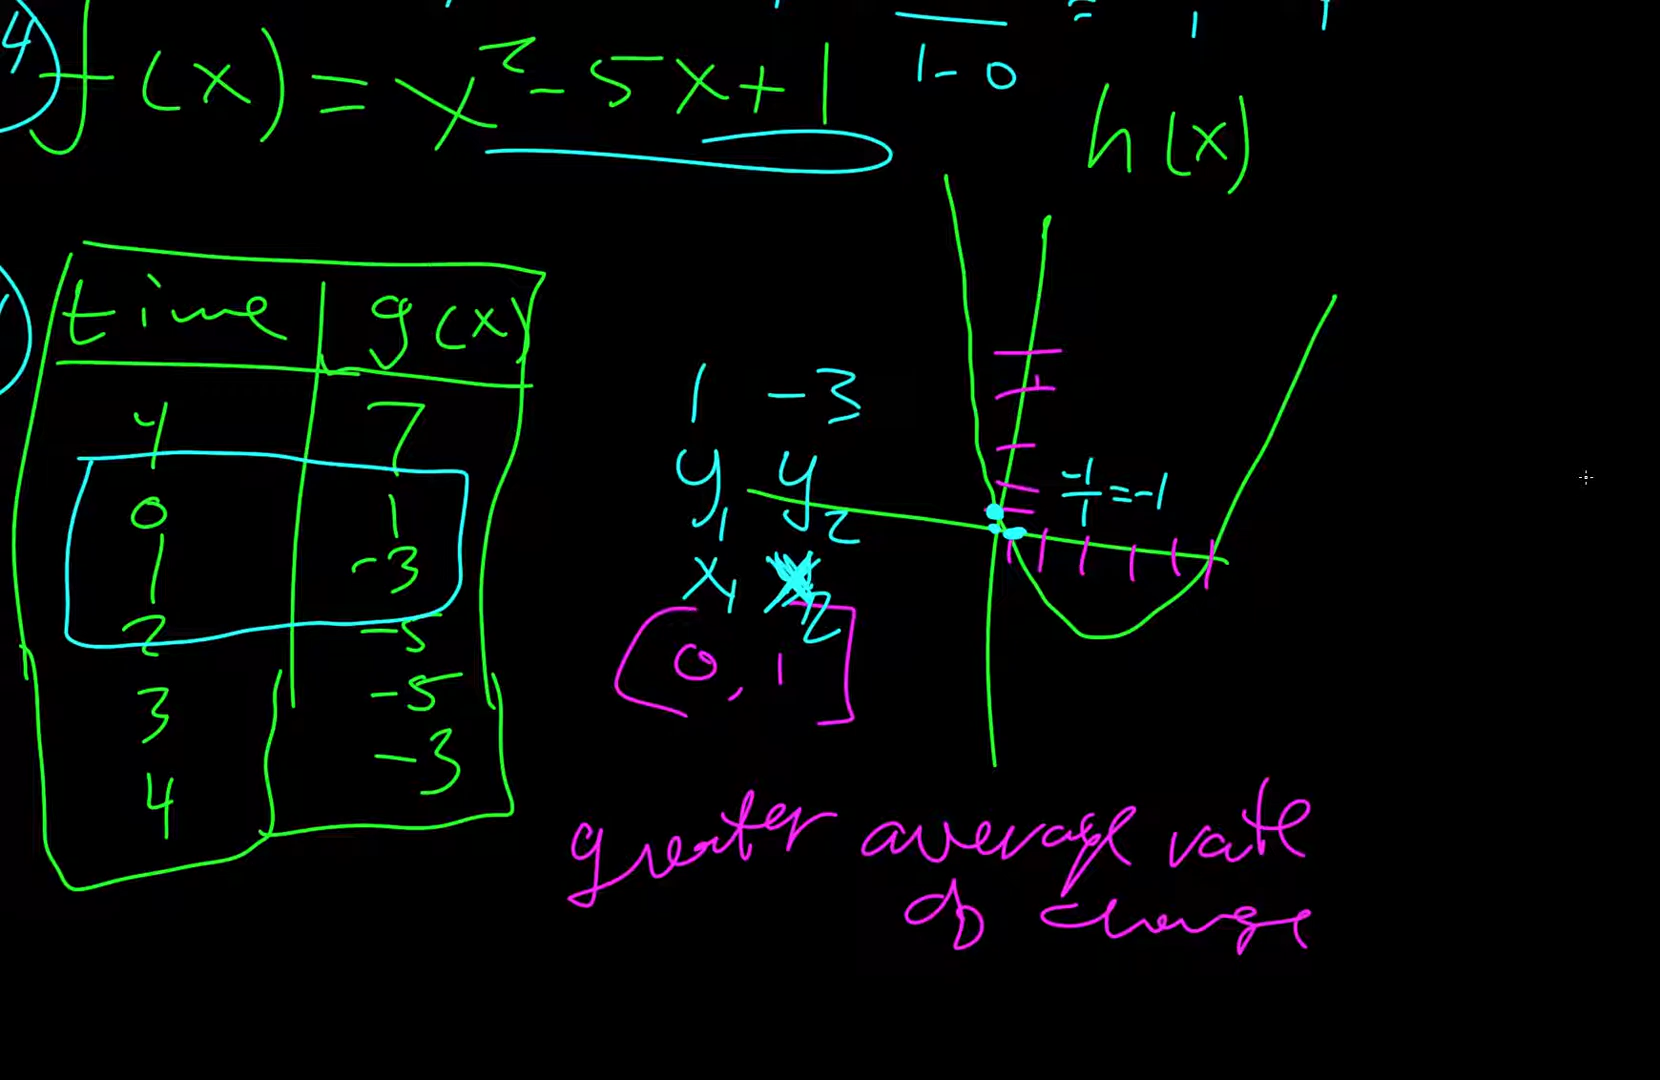 4) f(x) = x² - 5x + 1
1 - 0
=
h(x)
time g(x)
4 7
0 1
1 -3
2 -5
3 -5
4 -3
1 -3
y₁ y₂
x₁ x₂
(0, 1]
-1/1 = -1
greater average rate
of change